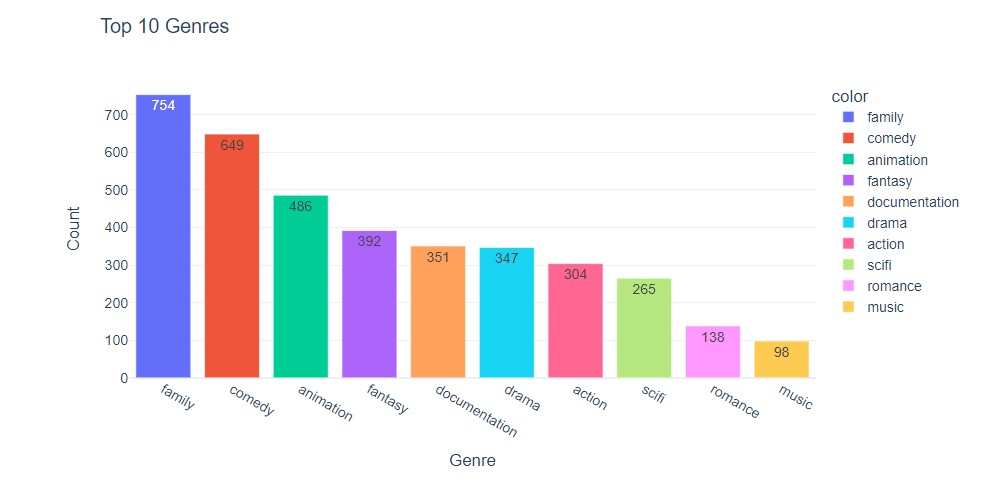 Top 10 Genres
Count
700
600
500
400
300
200
100
0
754
649
486
392
351
347
304
265
138
98
family
comedy
animation
fantasy
documentation
drama
action
scifi
romance
music
Genre
color
family
comedy
animation
fantasy
documentation
drama
action
scifi
romance
music